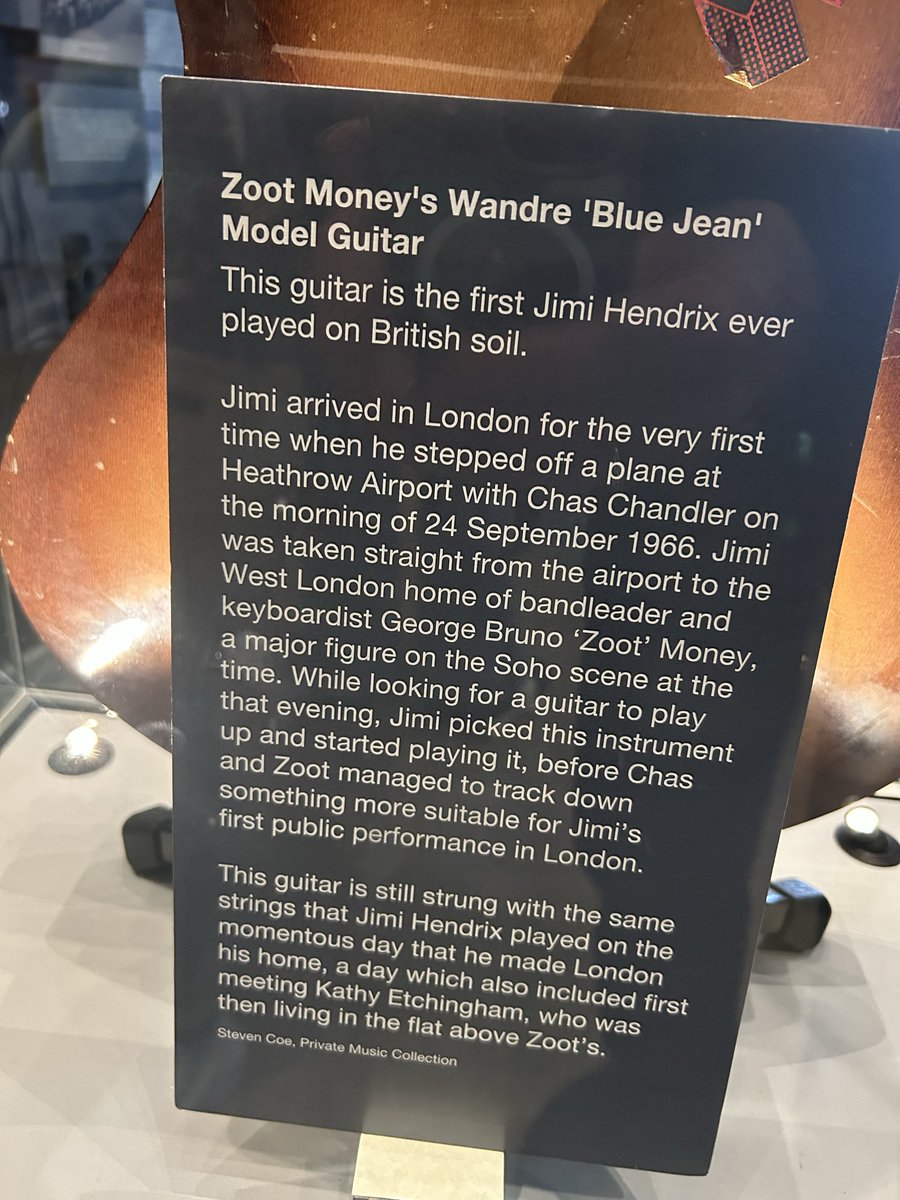 Zoot Money's Wandre 'Blue Jean'
Model Guitar
This guitar is the first Jimi Hendrix ever
played on British soil.
Jimi arrived in London for the very first
time when he stepped off a plane at
Heathrow Airport with Chas Chandler on
the morning of 24 September 1966. Jimi
was taken straight from the airport to the
West London home of bandleader and
keyboardist George Bruno ‘Zoot’ Money,
a major figure on the Soho scene at the
time. While looking for a guitar to play
that evening, Jimi picked this instrument
up and started playing it, before Chas
and Zoot managed to track down
something more suitable for Jimi’s
first public performance in London.
This guitar is still strung with the same
strings that Jimi Hendrix played on the
momentous day that he made London
his home, a day which also included first
meeting Kathy Etchingham, who was
then living in the flat above Zoot’s.
Steven Coe, Private Music Collection